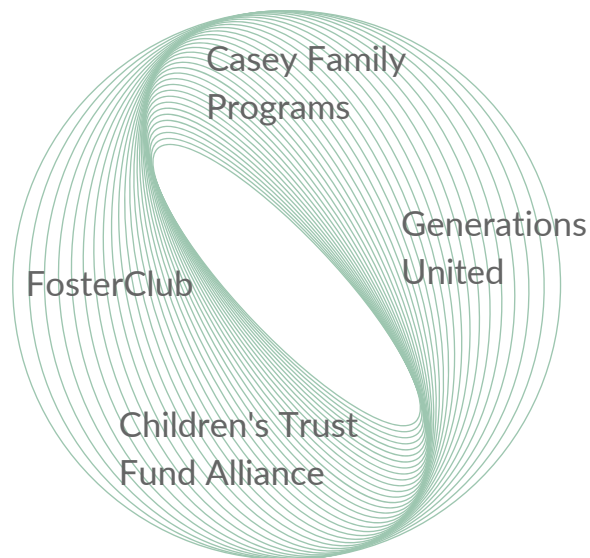 Casey Family
Programs
Generations
United
FosterClub
Children's Trust
Fund Alliance